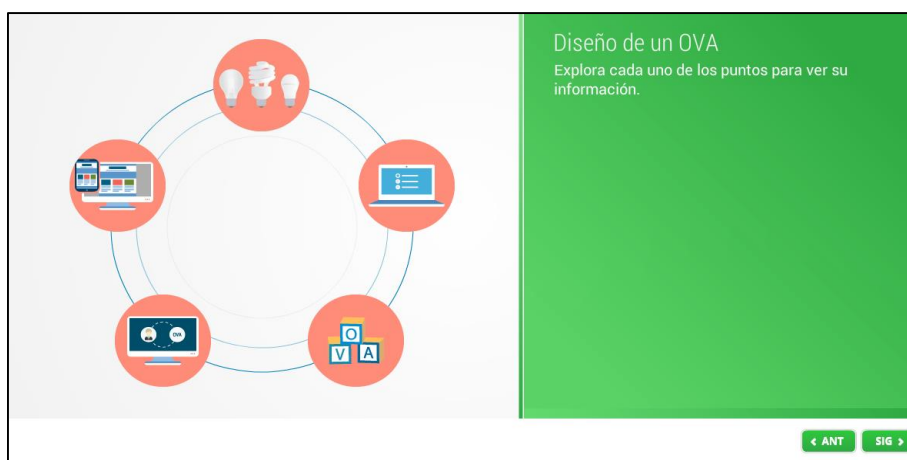 Diseño de un OVA
Explora cada uno de los puntos para ver su
información.
OVA
O
V A
< ANT
SIG >